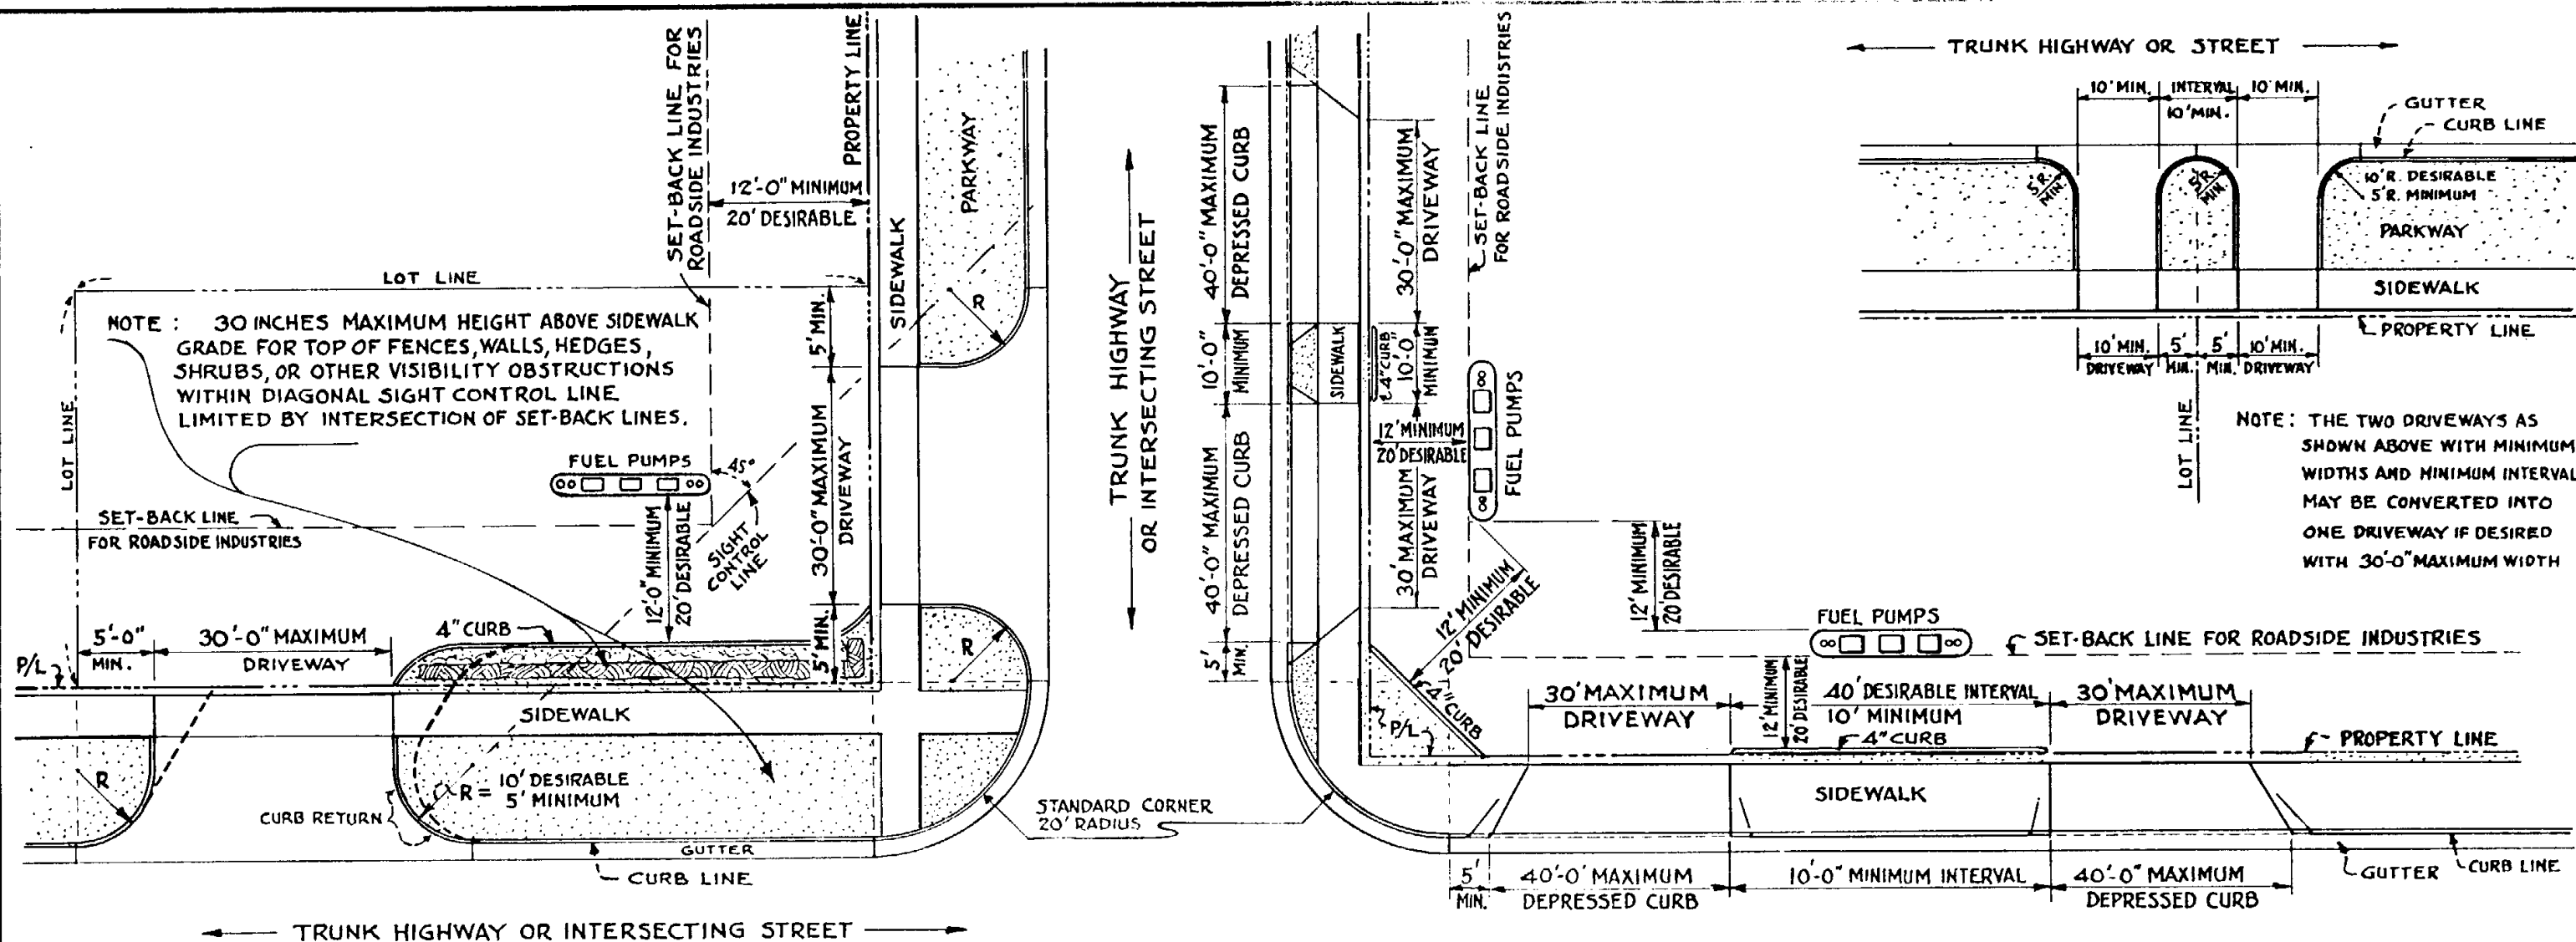 SET-BACK LINE FOR
ROADSIDE INDUSTRIES
PROPERTY LINE
12'-0" MINIMUM
20' DESIRABLE
SIDEWALK
PARKWAY
R
LOT LINE
LOT LINE
NOTE : 30 INCHES MAXIMUM HEIGHT ABOVE SIDEWALK
GRADE FOR TOP OF FENCES, WALLS, HEDGES,
SHRUBS, OR OTHER VISIBILITY OBSTRUCTIONS
WITHIN DIAGONAL SIGHT CONTROL LINE
LIMITED BY INTERSECTION OF SET-BACK LINES.
5' MIN.
30'-0" MAXIMUM
DRIVEWAY
5' MIN.
FUEL PUMPS
45°
SIGHT
CONTROL
LINE
12'-0" MINIMUM
20' DESIRABLE
SET-BACK LINE
FOR ROADSIDE INDUSTRIES
5'-0"
MIN.
30'-0" MAXIMUM
DRIVEWAY
4" CURB
P/L
SIDEWALK
R
R
R = 10' DESIRABLE
5' MINIMUM
CURB RETURN
GUTTER
CURB LINE
STANDARD CORNER
20' RADIUS
TRUNK HIGHWAY OR INTERSECTING STREET
TRUNK HIGHWAY
OR INTERSECTING STREET
40'-0" MAXIMUM
DEPRESSED CURB
10'-0"
MINIMUM
40'-0" MAXIMUM
DEPRESSED CURB
5'
MIN.
SIDEWALK
30'-0" MAXIMUM
DRIVEWAY
4" CURB
10'-0"
MINIMUM
30' MAXIMUM
DRIVEWAY
SET-BACK LINE
FOR ROADSIDE INDUSTRIES
12' MINIMUM
20' DESIRABLE
FUEL PUMPS
12' MINIMUM
20' DESIRABLE
12' MINIMUM
20' DESIRABLE
4" CURB
P/L
FUEL PUMPS
SET-BACK LINE FOR ROADSIDE INDUSTRIES
12' MINIMUM
20' DESIRABLE
30' MAXIMUM
DRIVEWAY
40' DESIRABLE INTERVAL
10' MINIMUM
4" CURB
30' MAXIMUM
DRIVEWAY
PROPERTY LINE
SIDEWALK
5'
MIN.
40'-0" MAXIMUM
DEPRESSED CURB
10'-0" MINIMUM INTERVAL
40'-0" MAXIMUM
DEPRESSED CURB
GUTTER
CURB LINE
TRUNK HIGHWAY OR STREET
10' MIN.
INTERVAL
10' MIN.
10' MIN.
GUTTER
CURB LINE
5'R.
MIN.
5'R.
MIN.
10'R. DESIRABLE
5'R. MINIMUM
PARKWAY
SIDEWALK
PROPERTY LINE
10' MIN.
DRIVEWAY
5'
MIN.
5'
MIN.
10' MIN.
DRIVEWAY
LOT LINE
NOTE: THE TWO DRIVEWAYS AS
SHOWN ABOVE WITH MINIMUM
WIDTHS AND MINIMUM INTERVAL
MAY BE CONVERTED INTO
ONE DRIVEWAY IF DESIRED
WITH 30'-0" MAXIMUM WIDTH